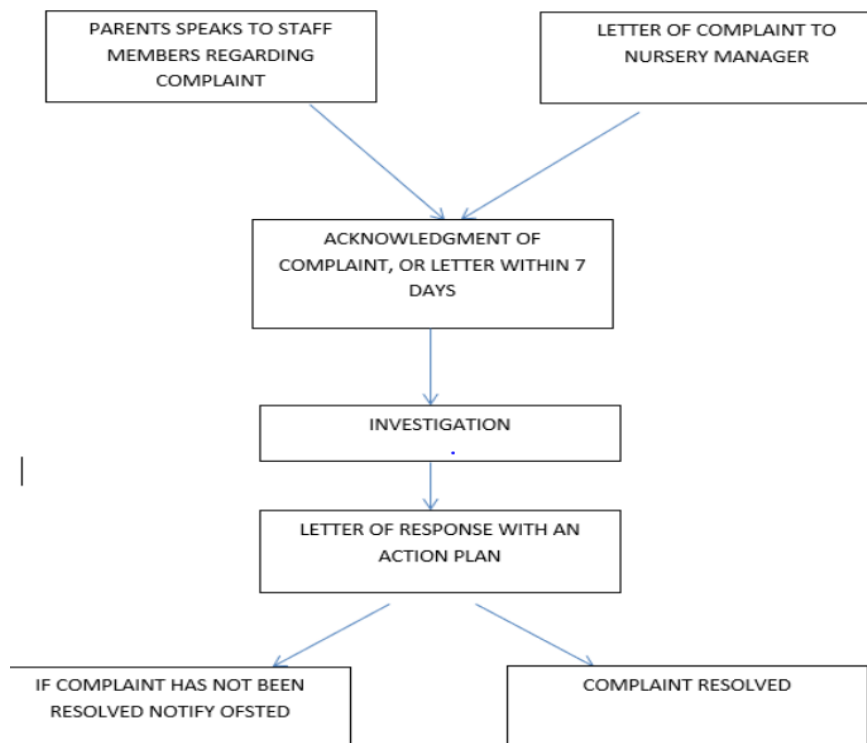 PARENTS SPEAKS TO STAFF
MEMBERS REGARDING
COMPLAINT
LETTER OF COMPLAINT TO
NURSERY MANAGER
ACKNOWLEDGMENT OF
COMPLAINT, OR LETTER WITHIN 7
DAYS
INVESTIGATION
LETTER OF RESPONSE WITH AN
ACTION PLAN
IF COMPLAINT HAS NOT BEEN
RESOLVED NOTIFY OFSTED
COMPLAINT RESOLVED